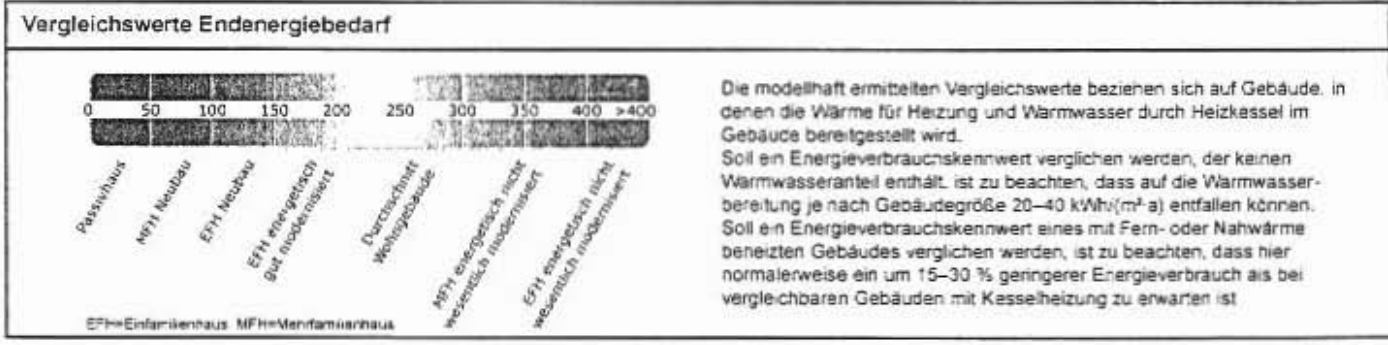 Vergleichswerte Endenergiebedarf
0 50 100 150 200 250 300 350 400 >400
Passivhaus
MFH Neubau
EFH Neubau
EFH energetisch
gut modernisiert
Durchschnitt
Wohngebäude
MFH energetisch nicht
wesentlich modernisiert
EFH energetisch nicht
wesentlich modernisiert
EFH=Einfamilienhaus MFH=Mehrfamilienhaus
Die modellhaft ermittelten Vergleichswerte beziehen sich auf Gebäude, in
denen die Wärme für Heizung und Warmwasser durch Heizkessel im
Gebäude bereitgestellt wird.
Soll ein Energieverbrauchskennwert verglichen werden, der keinen
Warmwasseranteil enthält, ist zu beachten, dass auf die Warmwasser-
bereitung je nach Gebäudegröße 20–40 kWh/(m²·a) entfallen können.
Soll ein Energieverbrauchskennwert eines mit Fern- oder Nahwärme
beheizten Gebäudes verglichen werden, ist zu beachten, dass hier
normalerweise ein um 15–30 % geringerer Energieverbrauch als bei
vergleichbaren Gebäuden mit Kesselheizung zu erwarten ist